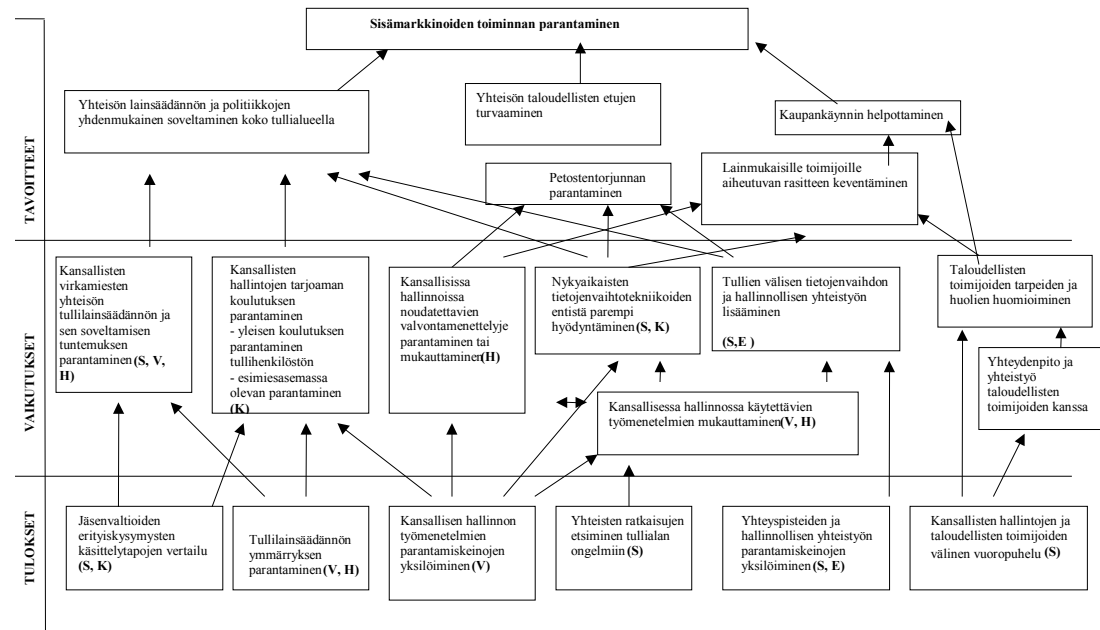 Sisämarkkinoiden toiminnan parantaminen
TAVOITTEET
Yhteisön lainsäädännön ja politiikkojen
yhdenmukainen soveltaminen koko tullialueella
Yhteisön taloudellisten etujen
turvaaminen
Kaupankäynnin helpottaminen
Petostentorjunnan
parantaminen
Lainmukaisille toimijoille
aiheutuvan rasitteen keventäminen
VAIKUTUKSET
Kansallisten
virkamiesten
yhteisön
tullilainsäädännön ja
sen soveltamisen
tuntemuksen
parantaminen (S, V,
H)
Kansallisten
hallintojen tarjoaman
koulutuksen
parantaminen
- yleisen koulutuksen
parantaminen
tullihenkilöstön
- esimiesasemassa
olevan parantaminen
(K)
Kansallisissa
hallinnoissa
noudatettavien
valvontamenettelyje
parantaminen tai
mukauttaminen(H)
Nykyaikaisten
tietojenvaihtotekniikoiden
entistä parempi
hyödyntäminen (S, K)
Tullien välisen tietojenvaihdon
ja hallinnollisen yhteistyön
lisääminen
(S,E )
Taloudellisten
toimijoiden tarpeiden ja
huolien huomioiminen
Yhteydenpito ja
yhteistyö
taloudellisten
toimijoiden kanssa
Kansallisessa hallinnossa käytettävien
työmenetelmien mukauttaminen(V, H)
TULOKSET
Jäsenvaltioiden
erityiskysymysten
käsittelytapojen vertailu
(S, K)
Tullilainsäädännön
ymmärryksen
parantaminen (V, H)
Kansallisen hallinnon
työmenetelmien
parantamiskeinojen
yksilöiminen (V)
Yhteisten ratkaisujen
etsiminen tullialan
ongelmiin (S)
Yhteyspisteiden ja
hallinnollisen yhteistyön
parantamiskeinojen
yksilöiminen (S, E)
Kansallisten hallintojen ja
taloudellisten toimijoiden
välinen vuoropuhelu (S)